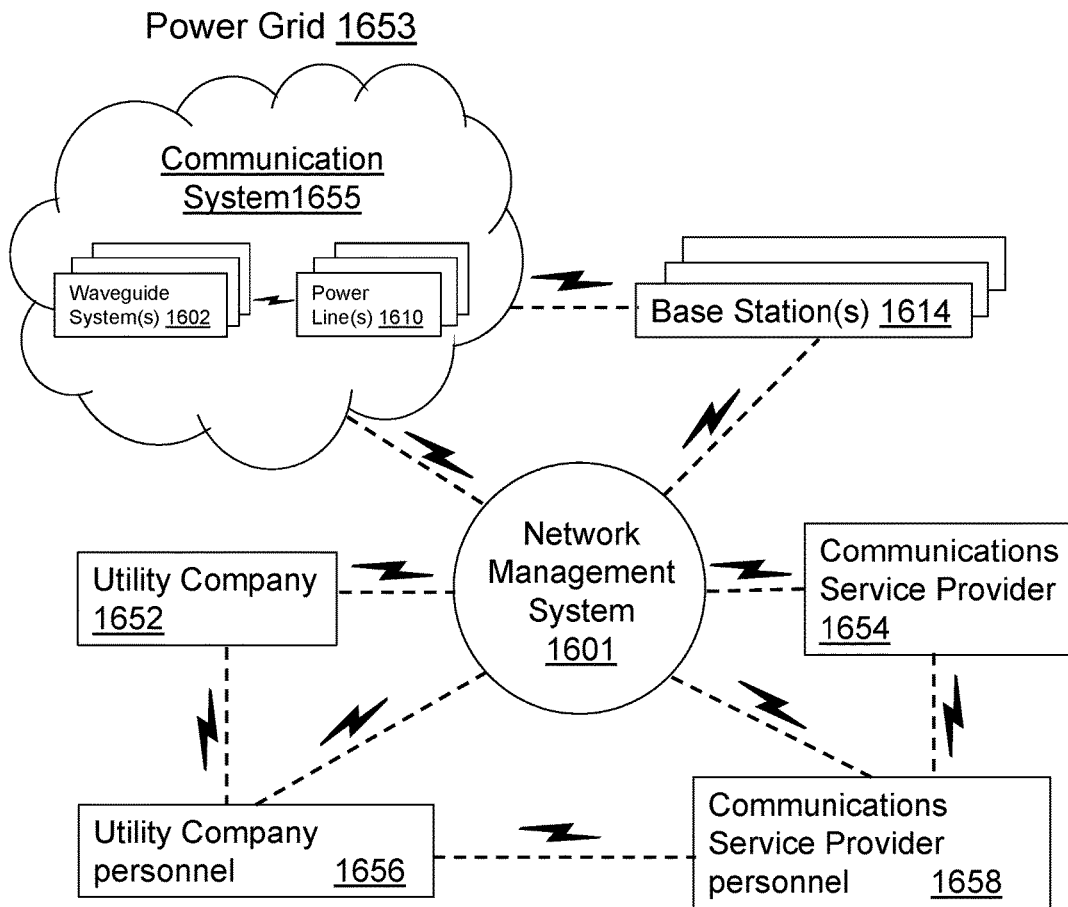 Power Grid 1653
Communication
System1655
Waveguide
System(s) 1602
Power
Line(s) 1610
Base Station(s) 1614
Network
Management
System
1601
Utility Company
1652
Communications
Service Provider
1654
Utility Company
personnel 1656
Communications
Service Provider
personnel 1658